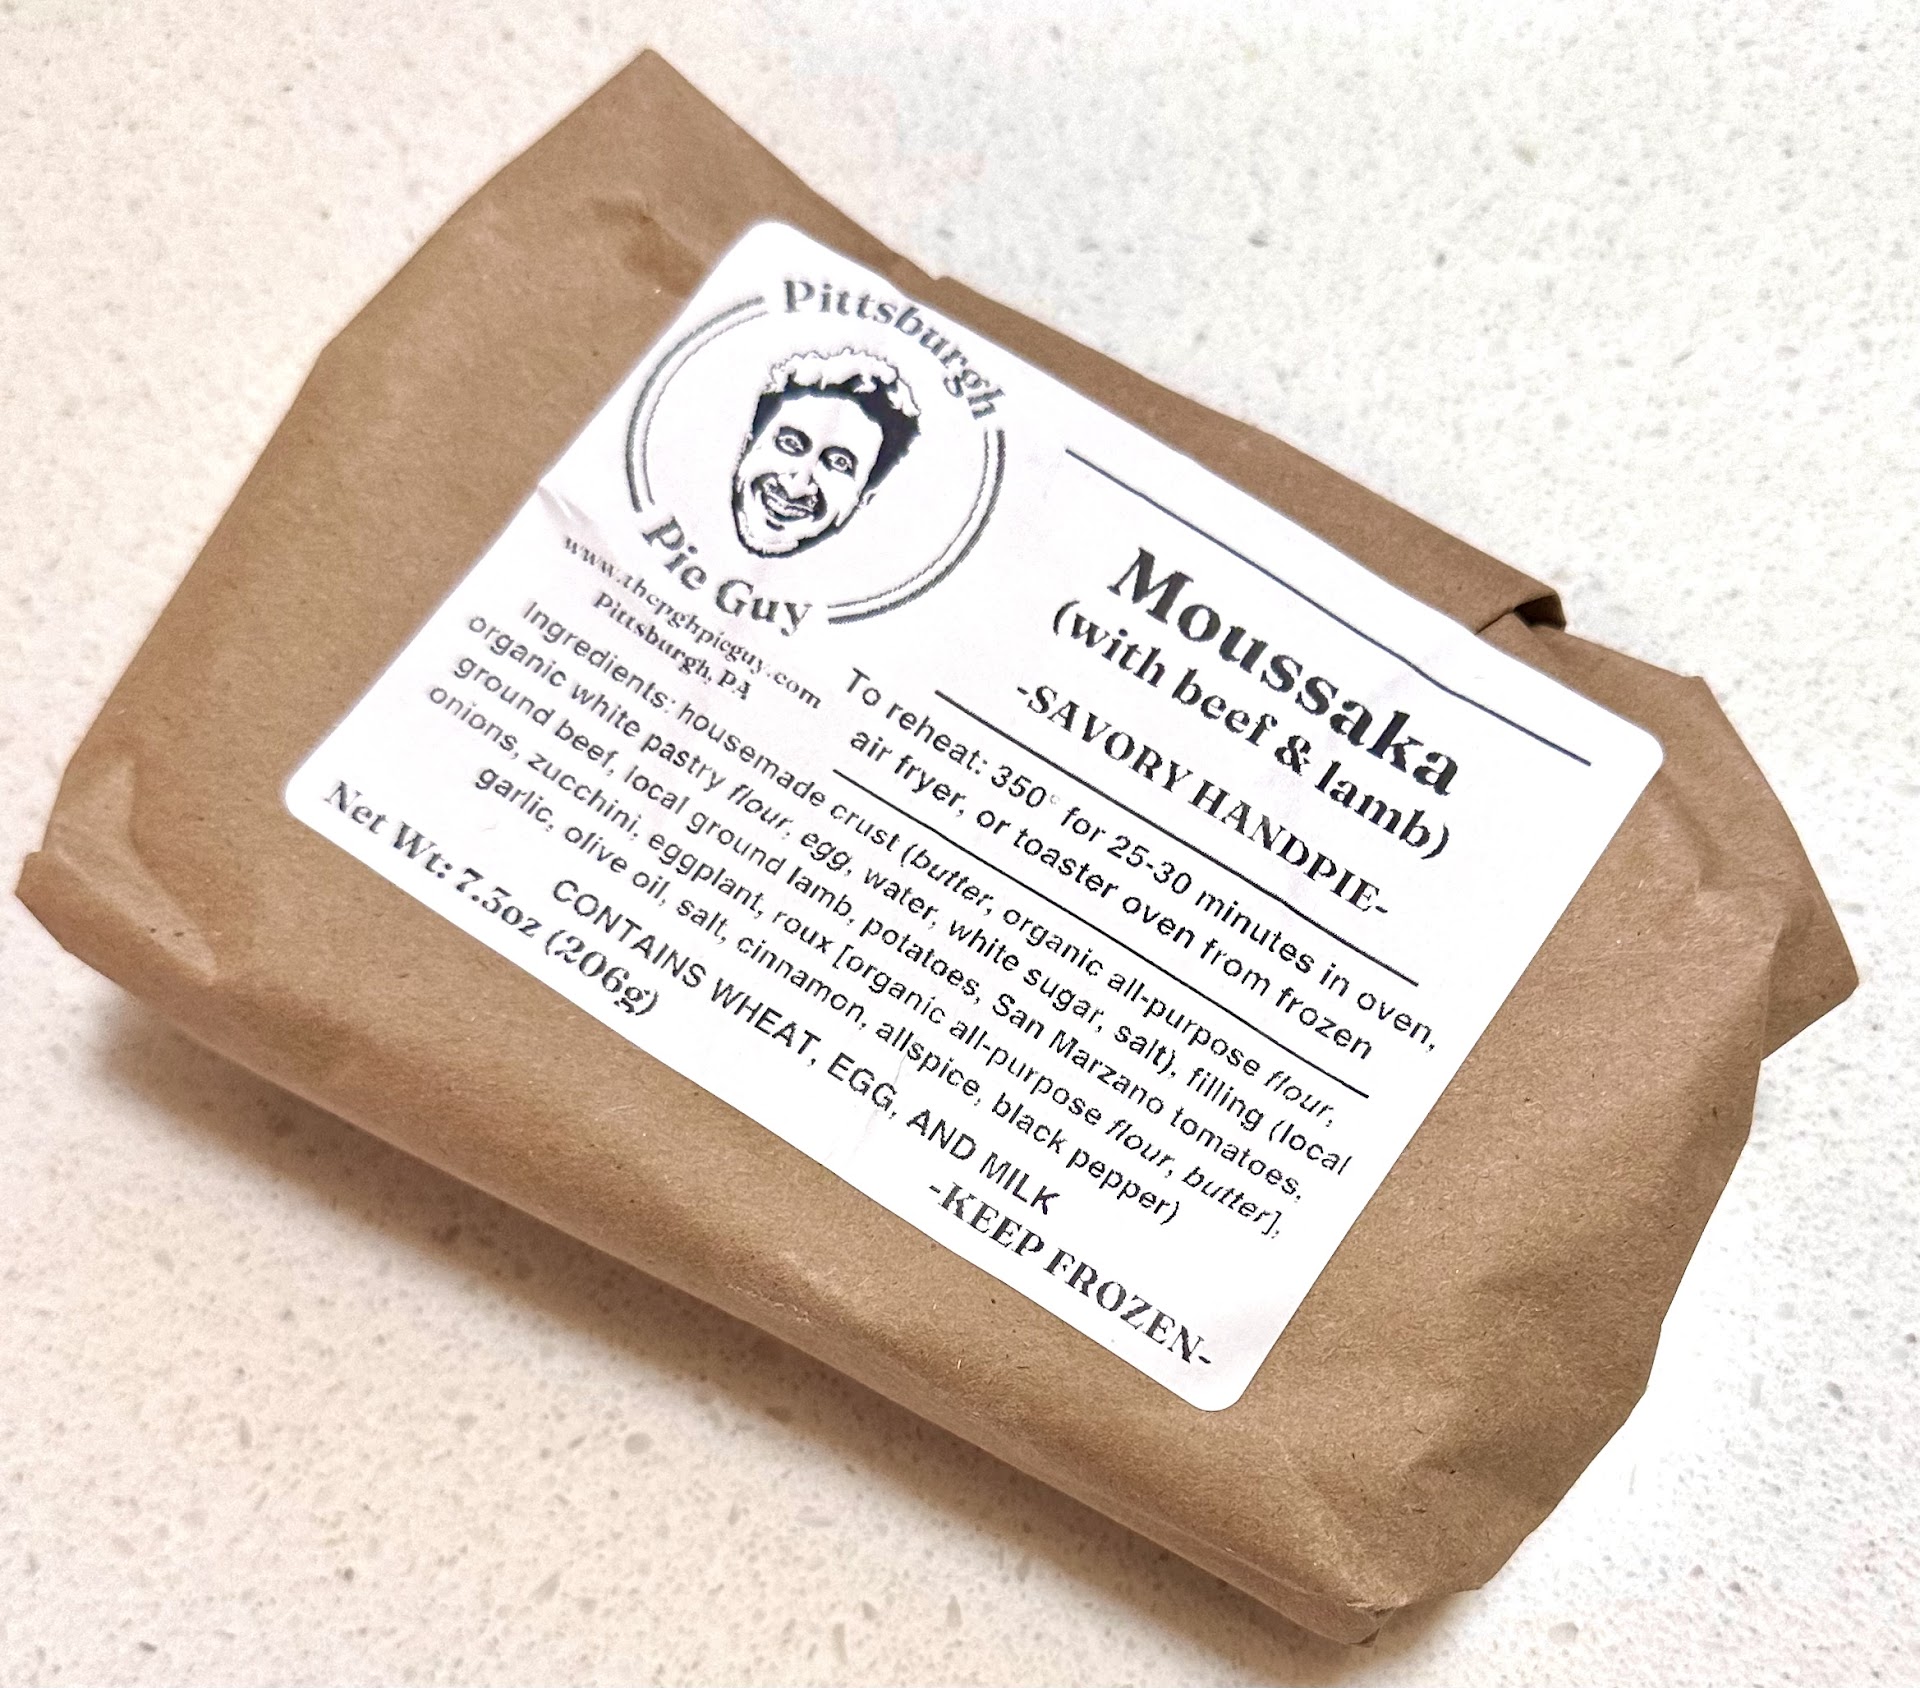 Pittsburgh
Pie Guy
www.thepghpieguy.com
Pittsburgh, PA
Moussaka
(with beef & lamb)
-SAVORY HANDPIE-
To reheat: 350° for 25-30 minutes in oven,
air fryer, or toaster oven from frozen
Ingredients: housemade crust (butter, organic all-purpose flour,
organic white pastry flour, egg, water, white sugar, salt), filling (local
ground beef, local ground lamb, potatoes, San Marzano tomatoes,
onions, zucchini, eggplant, roux [organic all-purpose flour, butter],
garlic, olive oil, salt, cinnamon, allspice, black pepper)
CONTAINS WHEAT, EGG, AND MILK
Net Wt: 7.3oz (206g)
-KEEP FROZEN-